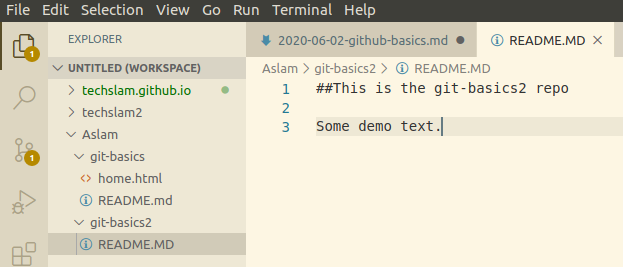 File Edit Selection View Go Run Terminal Help
EXPLORER
2020-06-02-github-basics.md
README.MD
UNTITLED (WORKSPACE)
Aslam > git-basics2 > README.MD
techslam.github.io
techslam2
Aslam
git-basics
home.html
README.md
git-basics2
README.MD
1 ##This is the git-basics2 repo
2
3 Some demo text.
1
1